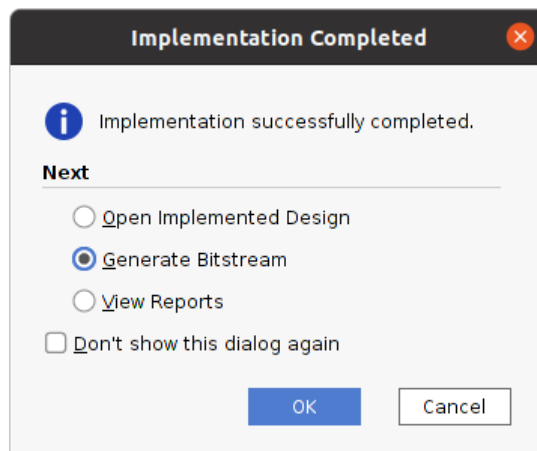 Implementation Completed
Implementation successfully completed.
Next
Open Implemented Design
Generate Bitstream
View Reports
Don't show this dialog again
OK
Cancel